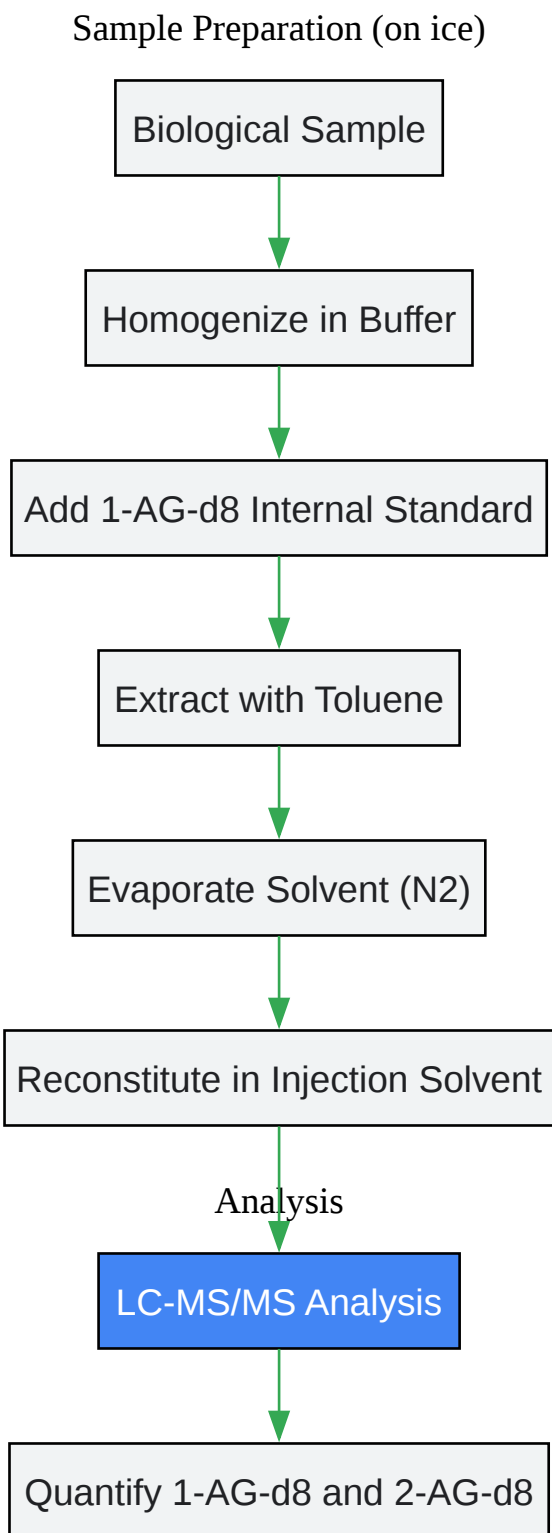 Sample Preparation (on ice)
Biological Sample
Homogenize in Buffer
Add 1-AG-d8 Internal Standard
Extract with Toluene
Evaporate Solvent (N2)
Reconstitute in Injection Solvent
Analysis
LC-MS/MS Analysis
Quantify 1-AG-d8 and 2-AG-d8